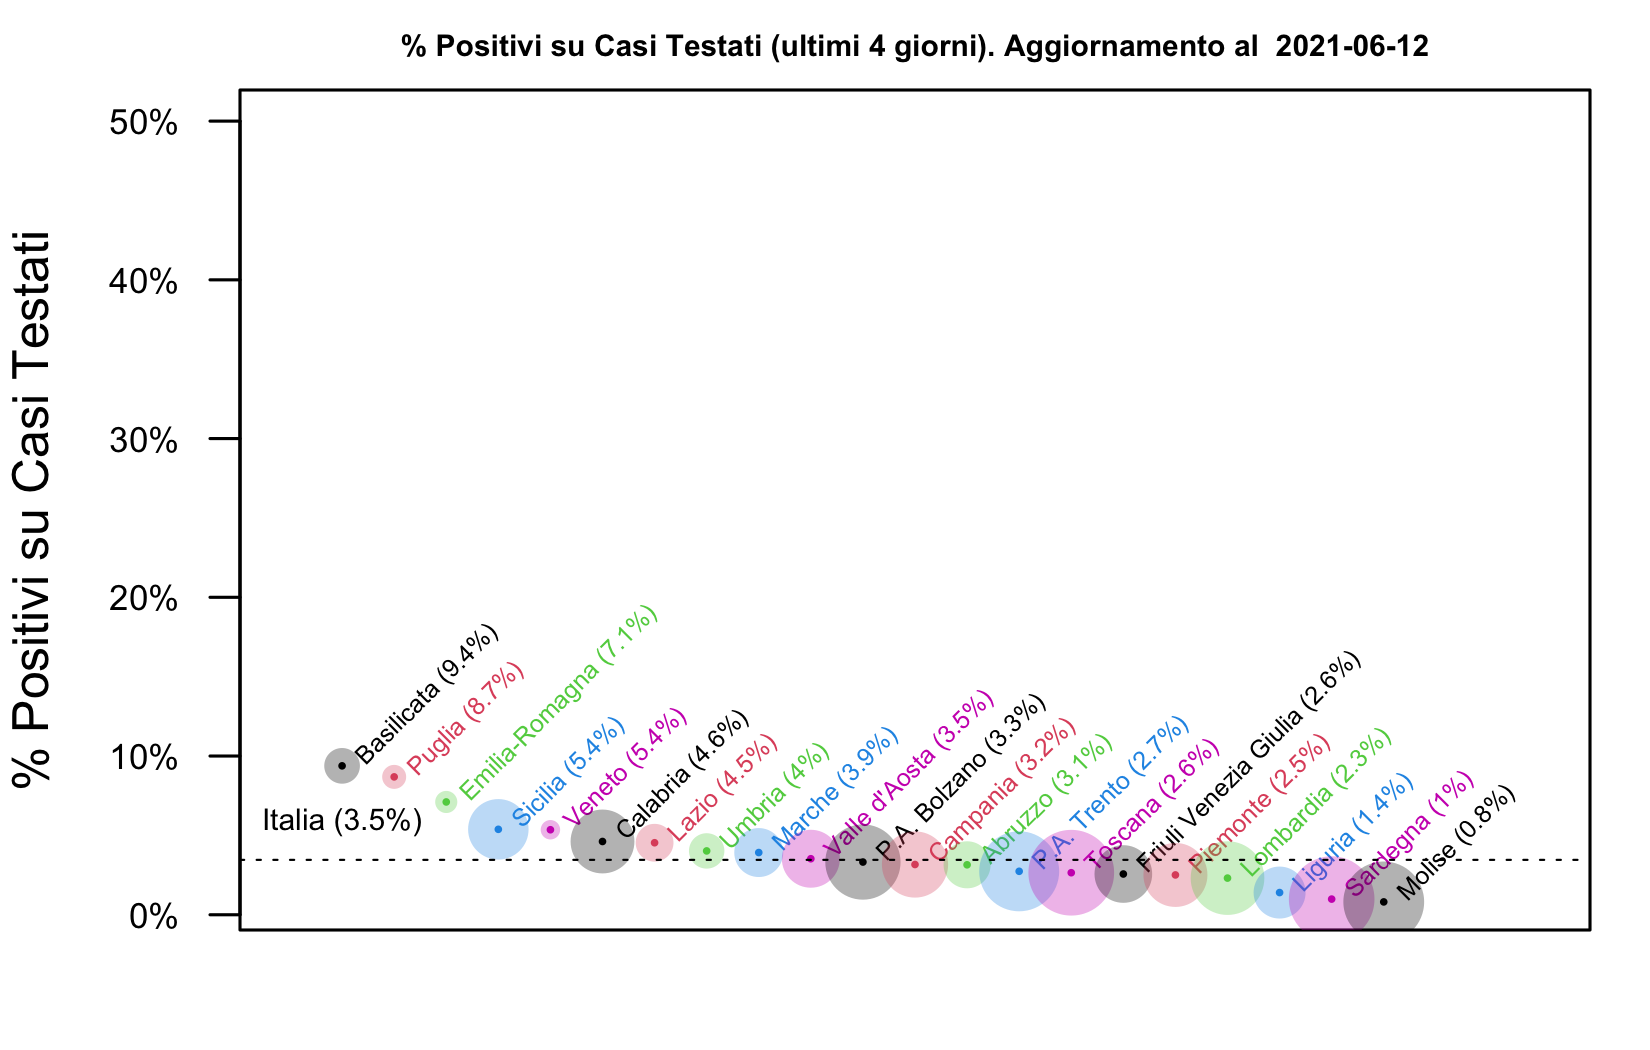 % Positivi su Casi Testati (ultimi 4 giorni). Aggiornamento al  2021-06-12
% Positivi su Casi Testati
50%
40%
30%
20%
10%
0%
Italia (3.5%)
Basilicata (9.4%)
Puglia (8.7%)
Emilia-Romagna (7.1%)
Sicilia (5.4%)
Veneto (5.4%)
Calabria (4.6%)
Lazio (4.5%)
Umbria (4%)
Marche (3.9%)
Valle d'Aosta (3.5%)
P.A. Bolzano (3.3%)
Campania (3.2%)
Abruzzo (3.1%)
P.A. Trento (2.7%)
Toscana (2.6%)
Friuli Venezia Giulia (2.6%)
Piemonte (2.5%)
Lombardia (2.3%)
Liguria (1.4%)
Sardegna (1%)
Molise (0.8%)